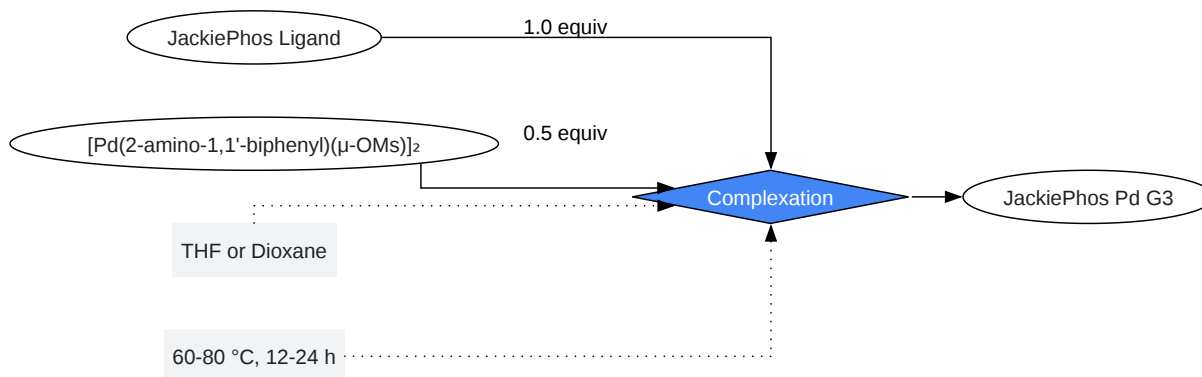 JackiePhos Ligand
1.0 equiv
[Pd(2-amino-1,1'-biphenyl)(μ-OMs)]₂
0.5 equiv
Complexation
JackiePhos Pd G3
THF or Dioxane
60-80 °C, 12-24 h